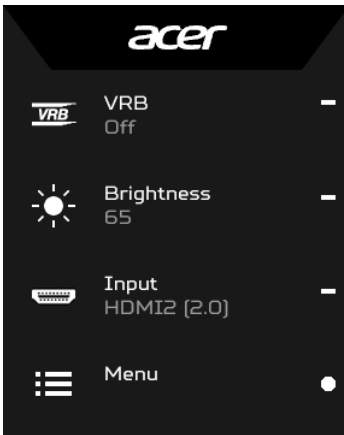 acer
VRB
VRB
Off
Brightness
65
Input
HDMI2 (2.0)
Menu